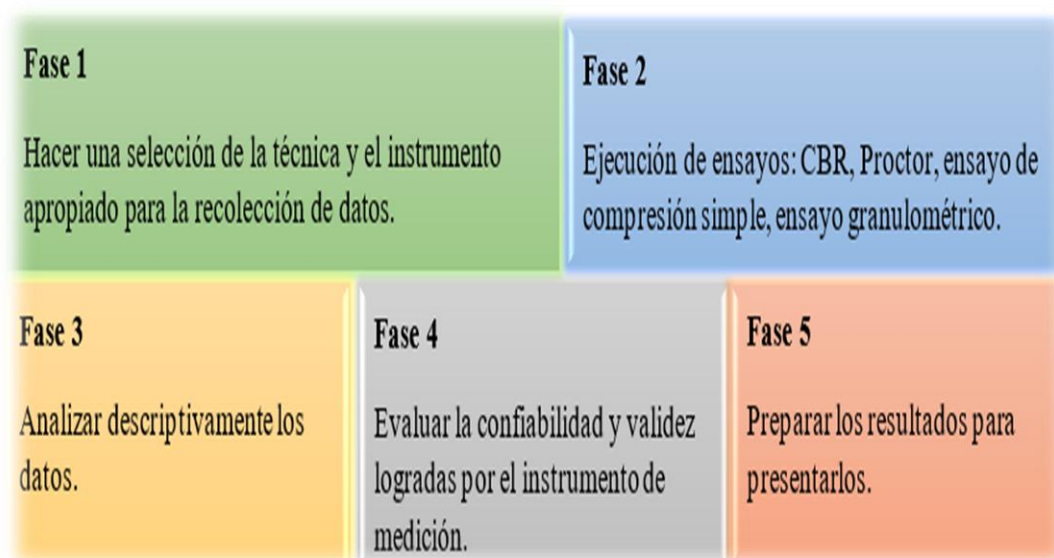 Fase 1
Hacer una selección de la técnica y el instrumento
apropiado para la recolección de datos.
Fase 2
Ejecución de ensayos: CBR, Proctor, ensayo de
compresión simple, ensayo granulométrico.
Fase 3
Analizar descriptivamente los
datos.
Fase 4
Evaluar la confiabilidad y validez
logradas por el instrumento de
medición.
Fase 5
Preparar los resultados para
presentarlos.